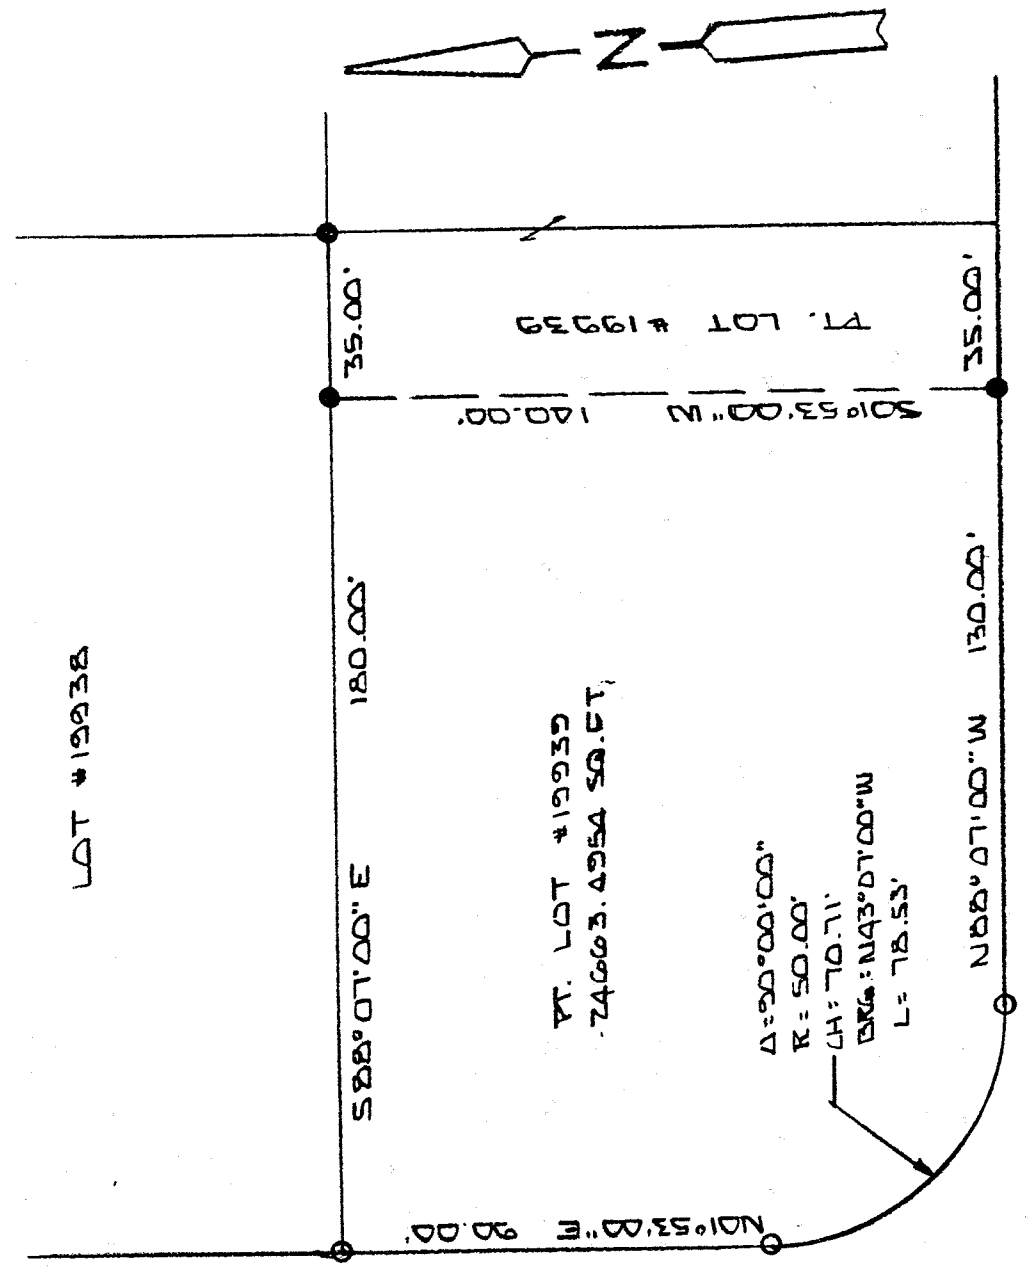 N
LOT #19938
S88°07'00"E 180.00'
35.00'
PT. LOT #19939
S01°53'00"W 140.00'
35.00'
N88°07'00"W 130.00'
PT. LOT #19939
24663.4954 SQ.FT.
Δ=90°00'00"
R=50.00'
CH=70.71'
BRG.=N43°07'00"W
L=78.53'
N01°53'00"E 90.00'